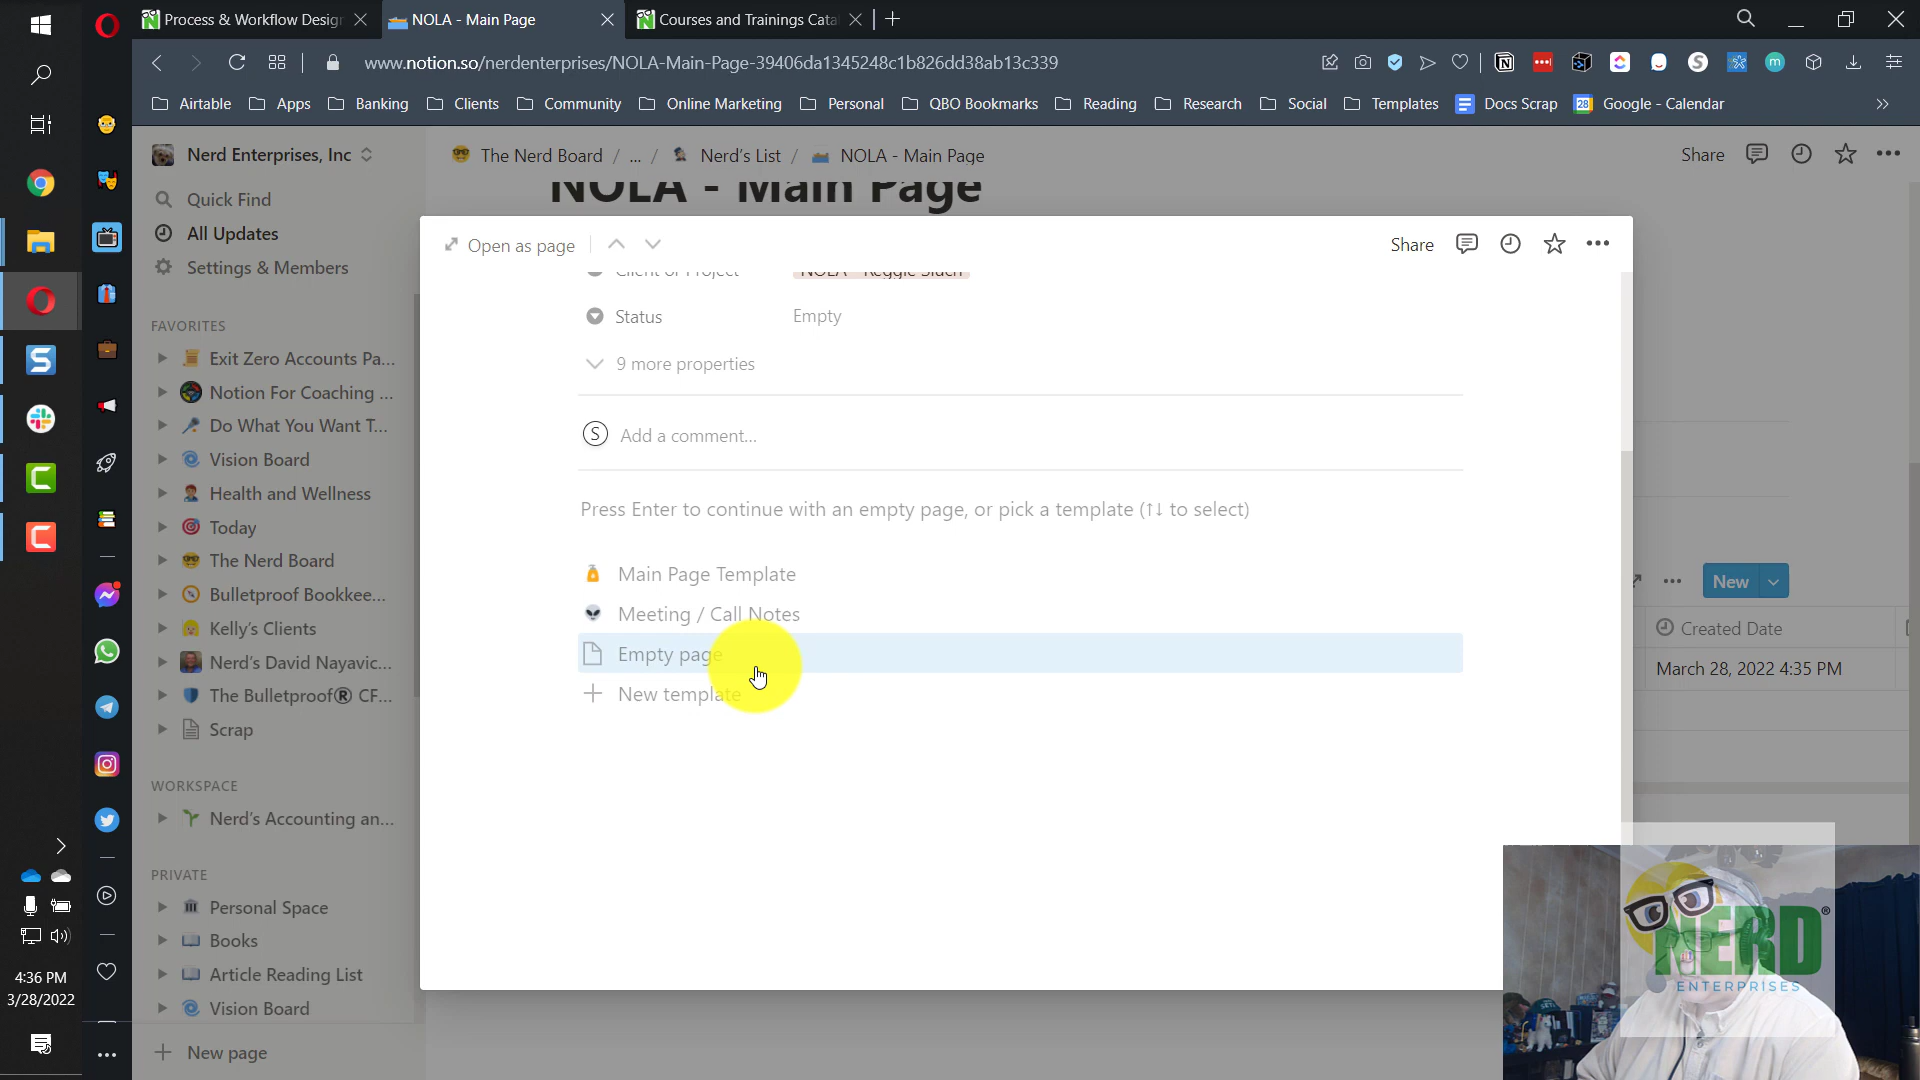 Process & Workflow Desig
NOLA - Main Page
Courses and Trainings Cata
www.notion.so/nerdenterprises/NOLA-Main-Page-39406da1345248c1b826dd38ab13c339
Airtable
Apps
Banking
Clients
Community
Online Marketing
Personal
QBO Bookmarks
Reading
Research
Social
Templates
Docs Scrap
28
Google - Calendar
Nerd Enterprises, Inc
The Nerd Board / ... / Nerd's List / NOLA - Main Page
Share
NOLA - Main Page
Quick Find
All Updates
Settings & Members
FAVORITES
Exit Zero Accounts Pa...
Notion For Coaching ...
Do What You Want T...
Vision Board
Health and Wellness
Today
The Nerd Board
Bulletproof Bookkee...
Kelly's Clients
Nerd's David Nayavic...
The Bulletproof® CF...
Scrap
WORKSPACE
Nerd's Accounting an...
PRIVATE
Personal Space
Books
Article Reading List
Vision Board
New page
Open as page
Share
Client or Project
Status
Empty
9 more properties
S
Add a comment...
Press Enter to continue with an empty page, or pick a template (↑↓ to select)
Main Page Template
Meeting / Call Notes
Empty page
New template
New
Created Date
March 28, 2022 4:35 PM
4:36 PM
3/28/2022
NERD®
ENTERPRISES